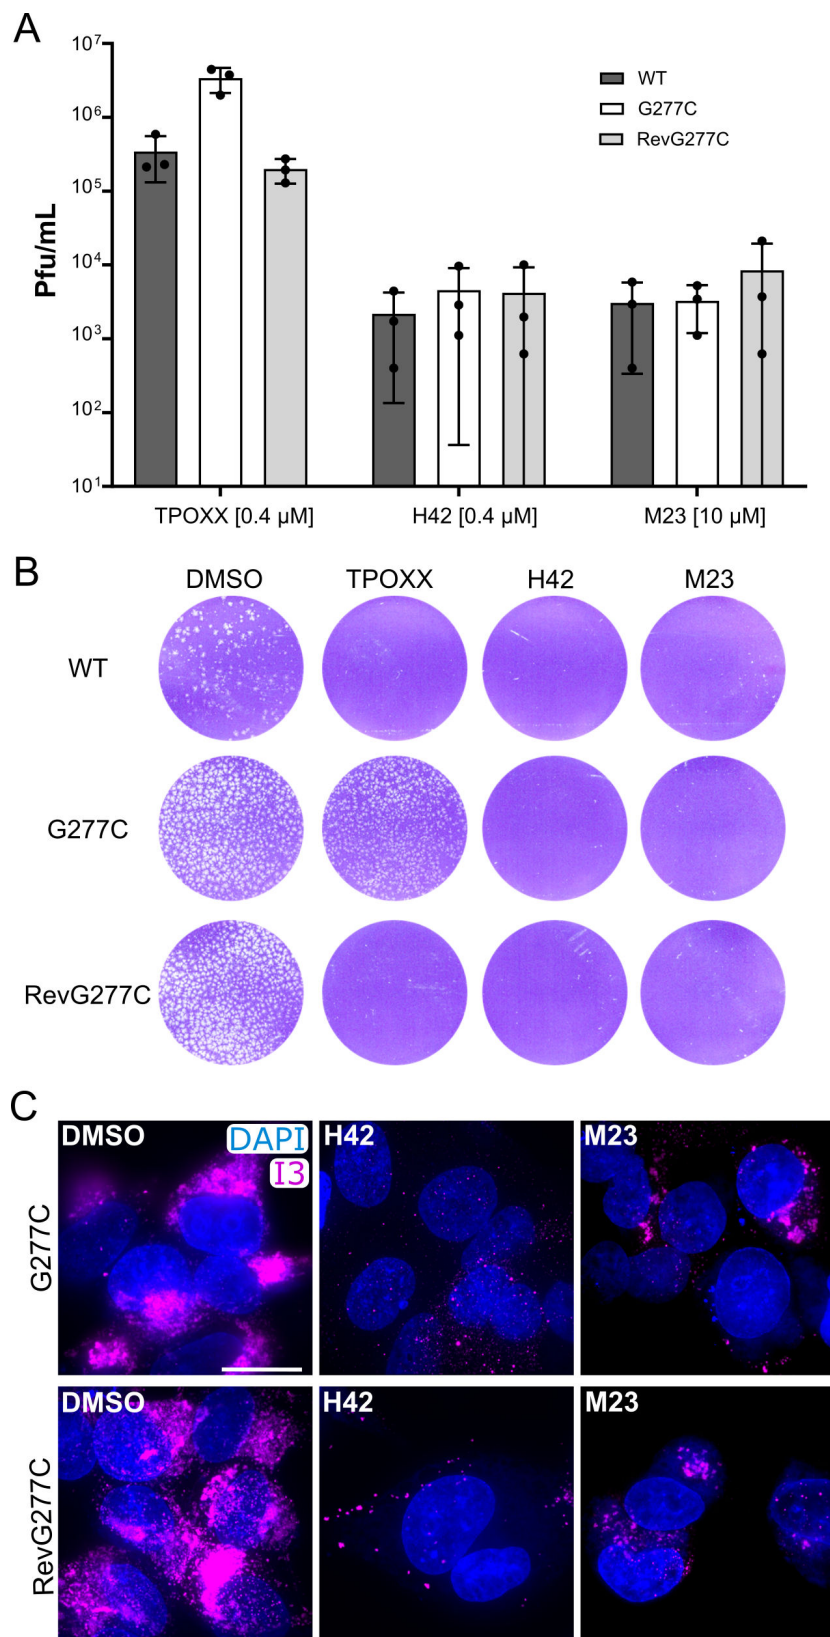 A
10⁷
10⁶
10⁵
10⁴
10³
10²
10¹
Pfu/mL
WT
G277C
RevG277C
TPOXX [0.4 µM] H42 [0.4 µM] M23 [10 µM]
B
DMSO TPOXX H42 M23
WT
G277C
RevG277C
C
G277C
DMSO DAPI H42 M23
I3
RevG277C
DMSO H42 M23